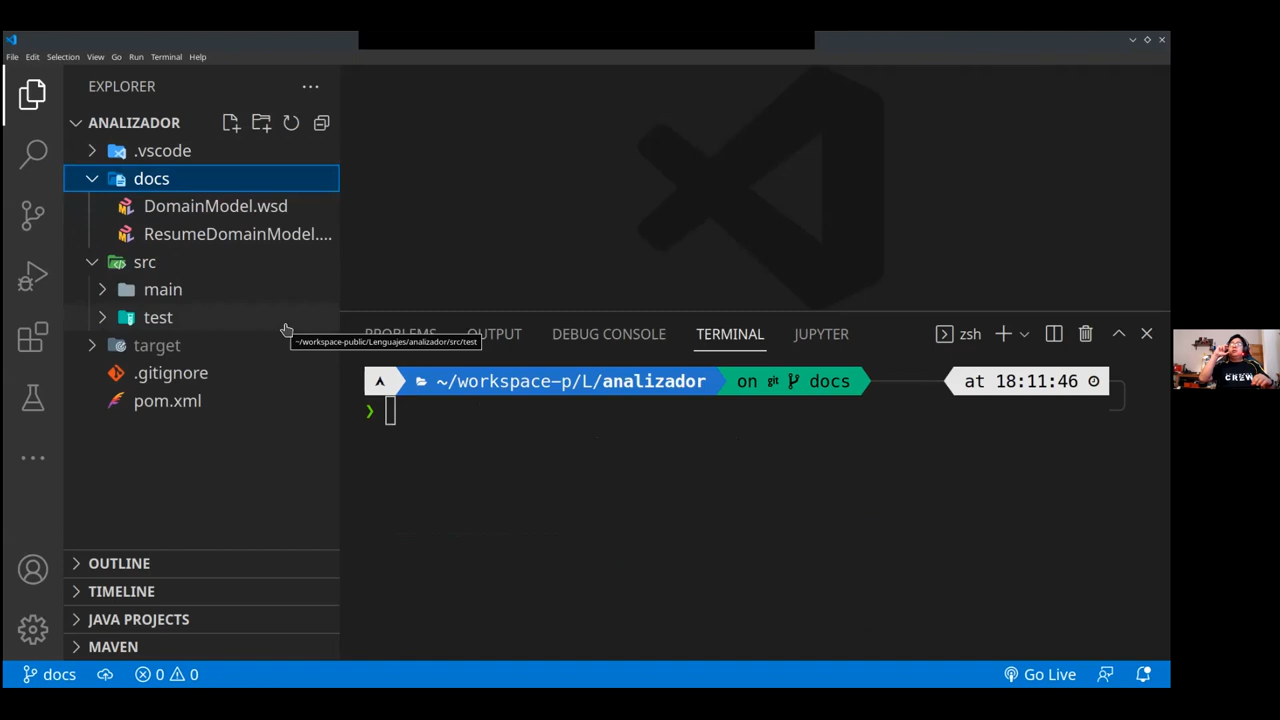 File Edit Selection View Go Run Terminal Help
EXPLORER
ANALIZADOR
.vscode
docs
DomainModel.wsd
ResumeDomainModel....
src
main
test
target
.gitignore
pom.xml
OUTLINE
TIMELINE
JAVA PROJECTS
MAVEN
PROBLEMS OUTPUT DEBUG CONSOLE TERMINAL JUPYTER zsh
~/workspace-public/Lenguajes/analizador/src/test
~/workspace-p/L/analizador on git docs at 18:11:46
❯
docs 0 0 Go Live
CREW